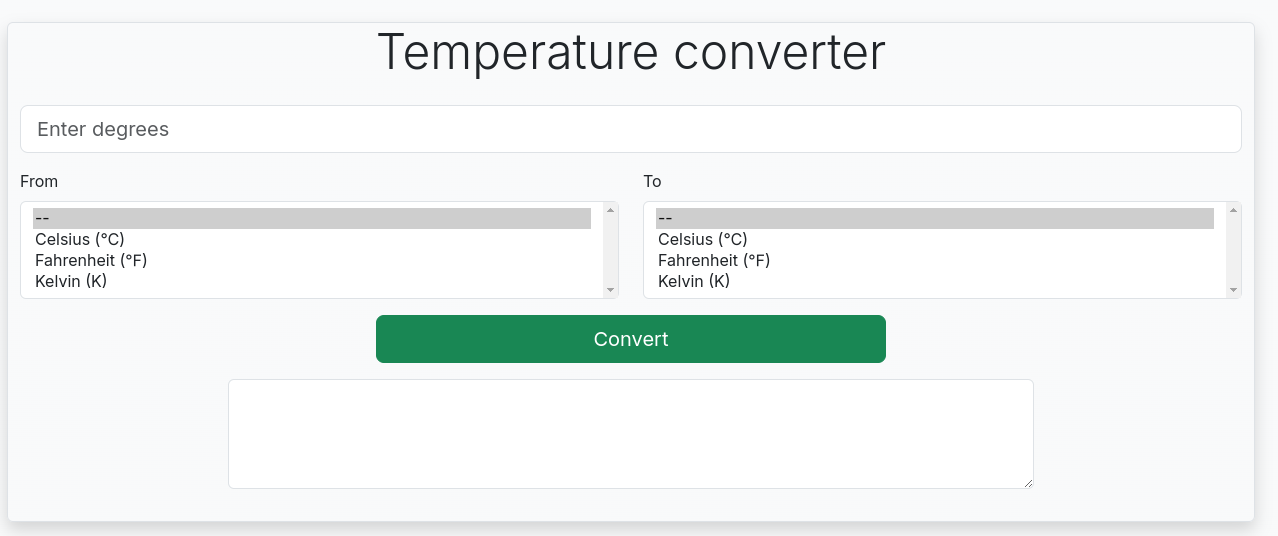 Temperature converter
Enter degrees
From
--
Celsius (°C)
Fahrenheit (°F)
Kelvin (K)
To
--
Celsius (°C)
Fahrenheit (°F)
Kelvin (K)
Convert